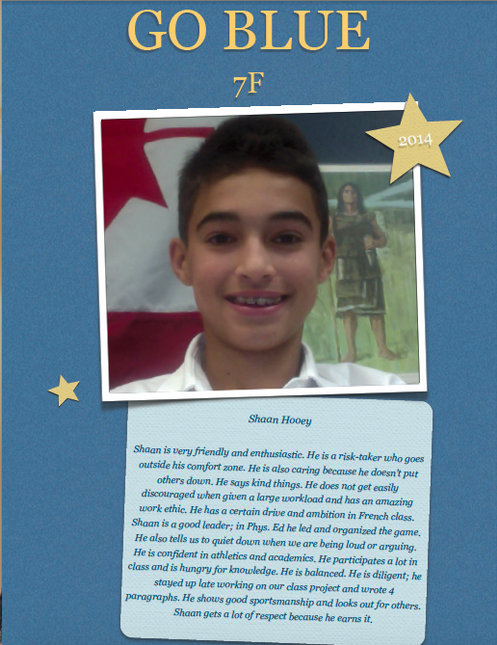 GO BLUE
7F
2014
Shaan Hooey
Shaan is very friendly and enthusiastic. He is a risk-taker who goes
outside his comfort zone. He is also caring because he doesn't put
others down. He says kind things. He does not get easily
discouraged when given a large workload and has an amazing
work ethic. He has a certain drive and ambition in French class.
Shaan is a good leader; in Phys. Ed he led and organized the game.
He also tells us to quiet down when we are being loud or arguing.
He is confident in athletics and academics. He participates a lot in
class and is hungry for knowledge. He is balanced. He is diligent; he
stayed up late working on our class project and wrote 4
paragraphs. He shows good sportmanship and looks out for others.
Shaan gets a lot of respect because he earns it.